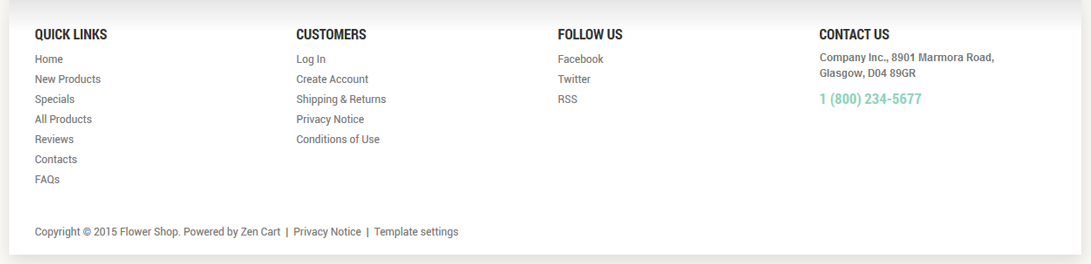 QUICK LINKS
Home
New Products
Specials
All Products
Reviews
Contacts
FAQs
CUSTOMERS
Log In
Create Account
Shipping & Returns
Privacy Notice
Conditions of Use
FOLLOW US
Facebook
Twitter
RSS
CONTACT US
Company Inc., 8901 Marmora Road,
Glasgow, D04 89GR
1 (800) 234-5677
Copyright © 2015 Flower Shop. Powered by Zen Cart | Privacy Notice | Template settings